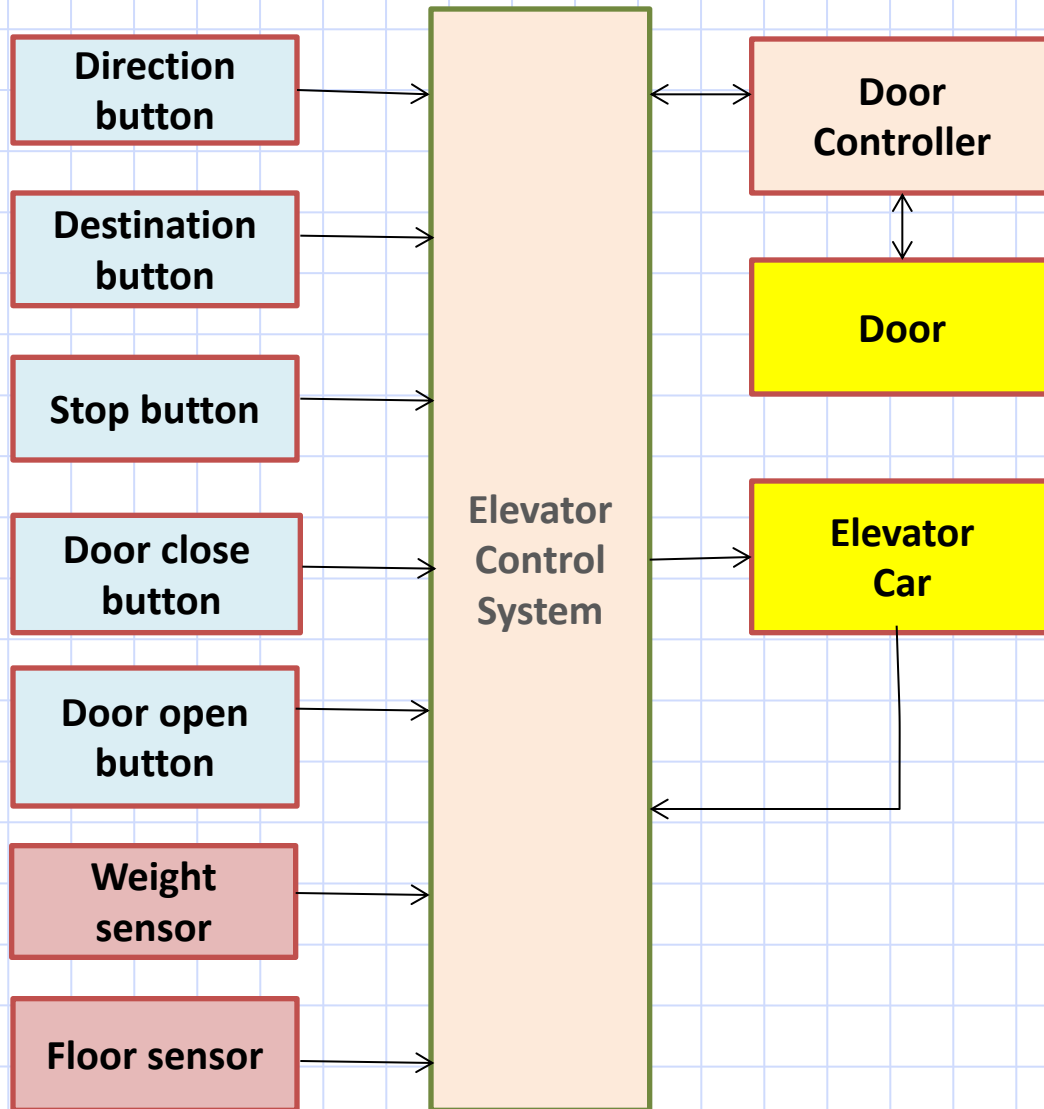 Direction
button
Destination
button
Stop button
Door close
button
Door open
button
Weight
sensor
Floor sensor
Elevator
Control
System
Door
Controller
Door
Elevator
Car